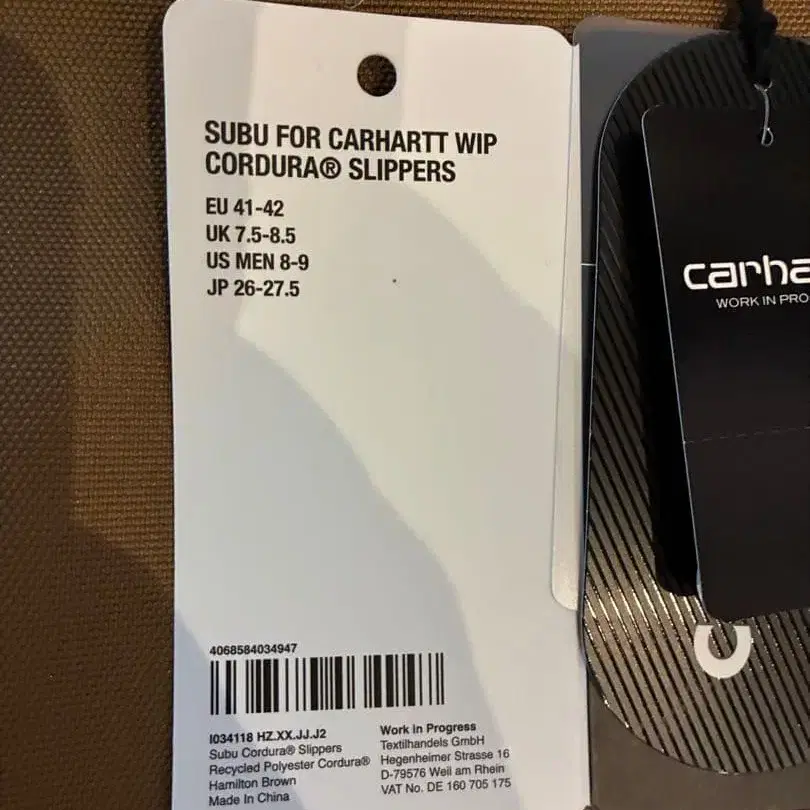 SUBU FOR CARHARTT WIP
CORDURA® SLIPPERS
EU 41-42
UK 7.5-8.5
US MEN 8-9
JP 26-27.5
4068584034947
I034118 HZ.XX.JJ.J2
Subu Cordura® Slippers
Recycled Polyester Cordura®
Hamilton Brown
Made In China
Work in Progress
Textilhandels GmbH
Hegenheimer Strasse 16
D-79576 Weil am Rhein
VAT No. DE 160 705 175
carha
WORK IN PRO